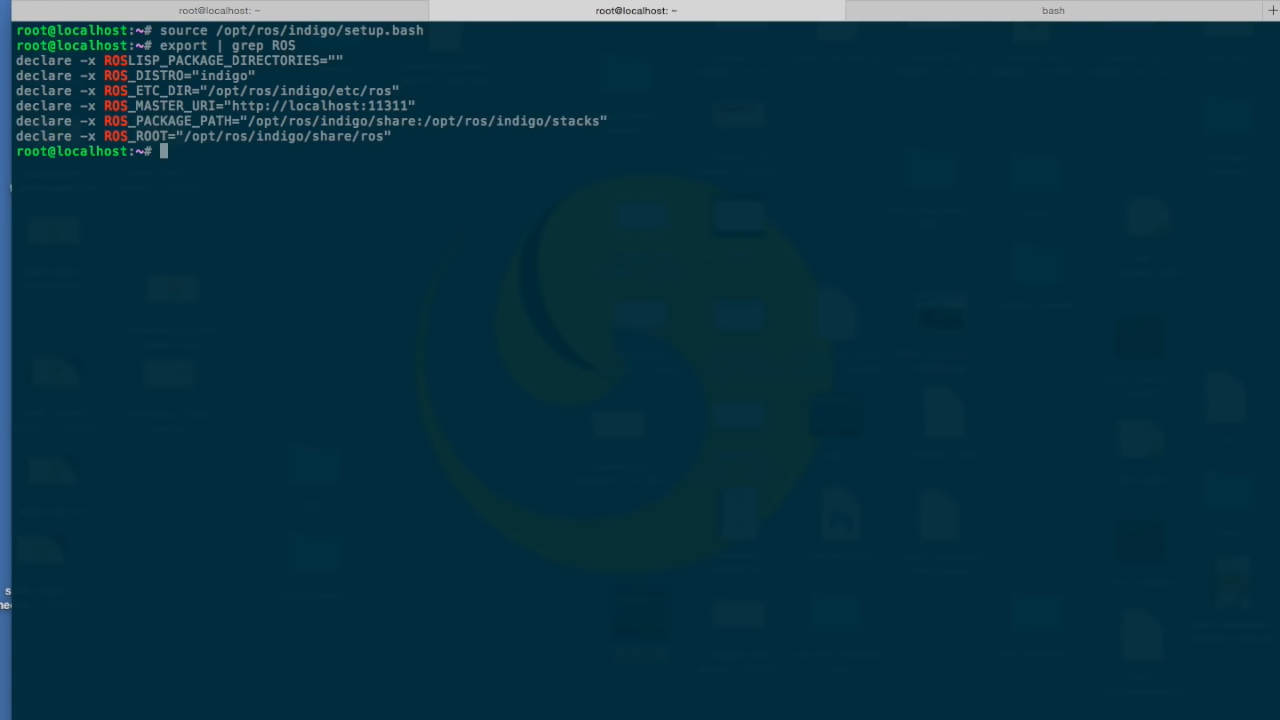 root@localhost: ~
root@localhost: ~
bash
+
root@localhost:~# source /opt/ros/indigo/setup.bash
root@localhost:~# export | grep ROS
declare -x ROSLISP_PACKAGE_DIRECTORIES=""
declare -x ROS_DISTRO="indigo"
declare -x ROS_ETC_DIR="/opt/ros/indigo/etc/ros"
declare -x ROS_MASTER_URI="http://localhost:11311"
declare -x ROS_PACKAGE_PATH="/opt/ros/indigo/share:/opt/ros/indigo/stacks"
declare -x ROS_ROOT="/opt/ros/indigo/share/ros"
root@localhost:~#